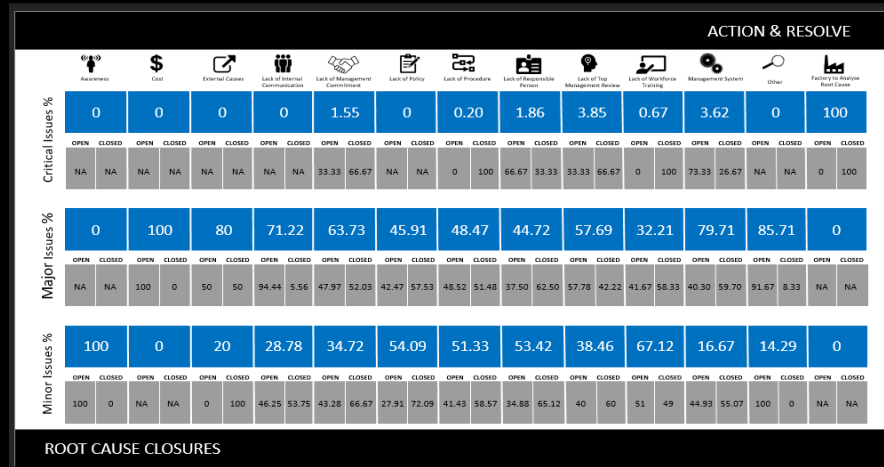 ACTION & RESOLVE
$
Awareness Cost External Causes Lack of Internal Communication Lack of Management Commitment Lack of Policy Lack of Procedure Lack of Responsible Person Lack of Top Management Review Lack of Workforce Training Management System Other Factory to Analyse Root Cause
Critical Issues %
0 0 0 0 1.55 0 0.20 1.86 3.85 0.67 3.62 0 100
OPEN CLOSED OPEN CLOSED OPEN CLOSED OPEN CLOSED OPEN CLOSED OPEN CLOSED OPEN CLOSED OPEN CLOSED OPEN CLOSED OPEN CLOSED OPEN CLOSED OPEN CLOSED OPEN CLOSED
NA NA NA NA NA NA NA NA 33.33 66.67 NA NA 0 100 66.67 33.33 33.33 66.67 0 100 73.33 26.67 NA NA 0 100
Major Issues %
0 100 80 71.22 63.73 45.91 48.47 44.72 57.69 32.21 79.71 85.71 0
OPEN CLOSED OPEN CLOSED OPEN CLOSED OPEN CLOSED OPEN CLOSED OPEN CLOSED OPEN CLOSED OPEN CLOSED OPEN CLOSED OPEN CLOSED OPEN CLOSED OPEN CLOSED OPEN CLOSED
NA NA 100 0 50 50 94.44 5.56 47.97 52.03 42.47 57.53 48.52 51.48 37.50 62.50 57.78 42.22 41.67 58.33 40.30 59.70 91.67 8.33 NA NA
Minor Issues %
100 0 20 28.78 34.72 54.09 51.33 53.42 38.46 67.12 16.67 14.29 0
OPEN CLOSED OPEN CLOSED OPEN CLOSED OPEN CLOSED OPEN CLOSED OPEN CLOSED OPEN CLOSED OPEN CLOSED OPEN CLOSED OPEN CLOSED OPEN CLOSED OPEN CLOSED OPEN CLOSED
100 0 NA NA 0 100 46.25 53.75 43.28 66.67 27.91 72.09 41.43 58.57 34.88 65.12 40 60 51 49 44.93 55.07 100 0 NA NA
ROOT CAUSE CLOSURES